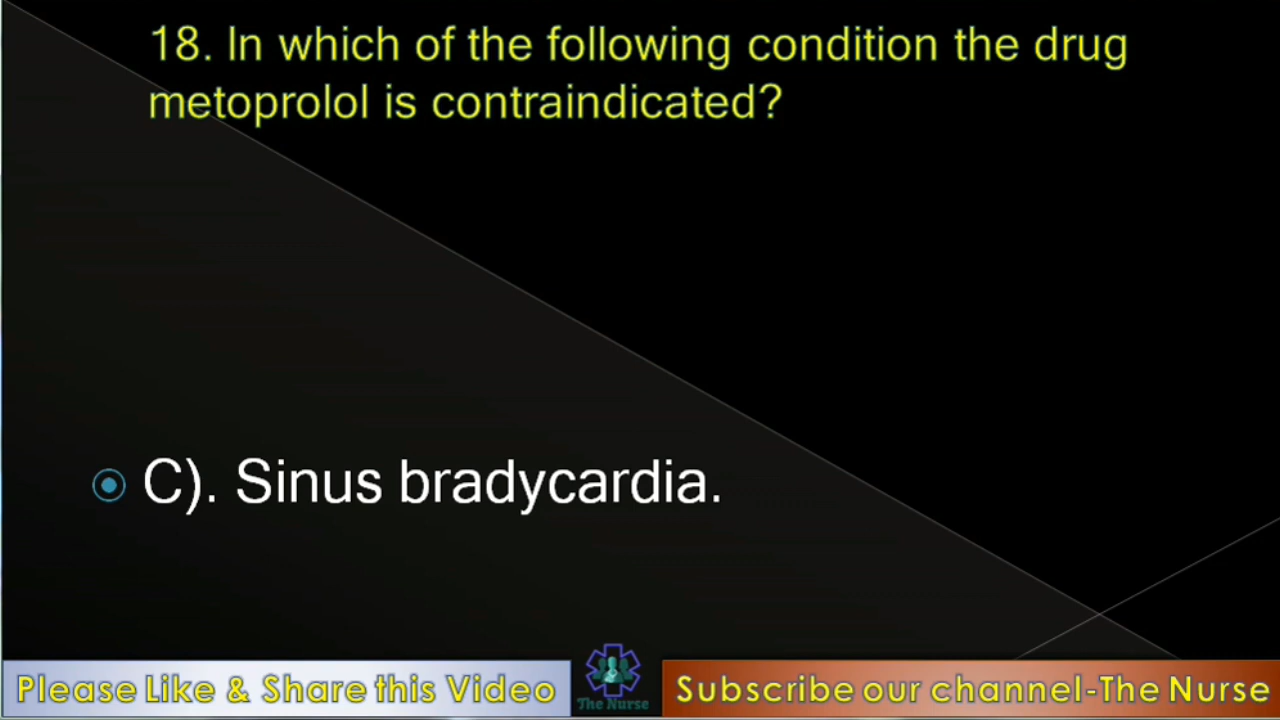 18. In which of the following condition the drug
metoprolol is contraindicated?
C). Sinus bradycardia.
Please Like & Share this Video
The Nurse
Subscribe our channel-The Nurse